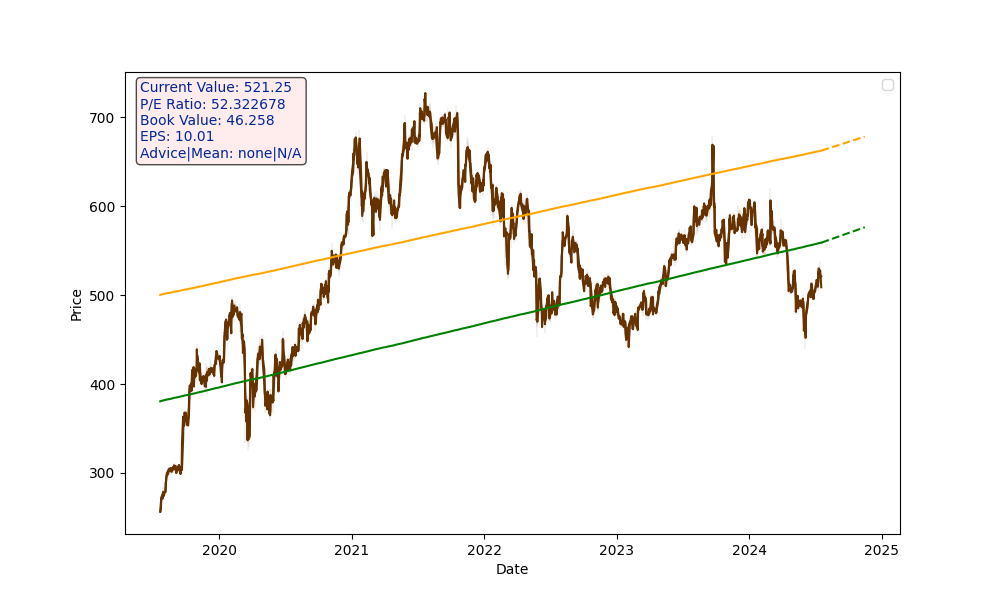 Current Value: 521.25
P/E Ratio: 52.322678
Book Value: 46.258
EPS: 10.01
Advice|Mean: none|N/A
700
600
500
400
300
Price
2020 2021 2022 2023 2024 2025
Date